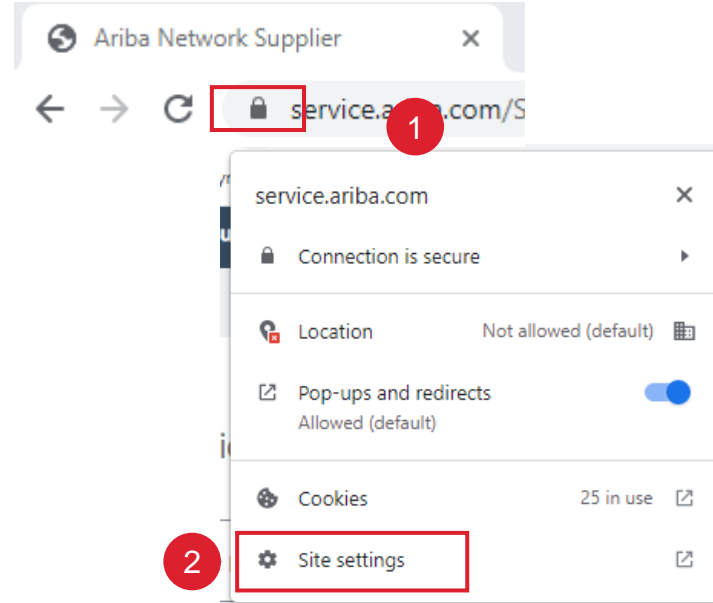 Ariba Network Supplier
service.a .com/S
1
service.ariba.com
Connection is secure
Location Not allowed (default)
Pop-ups and redirects
Allowed (default)
Cookies 25 in use
2
Site settings